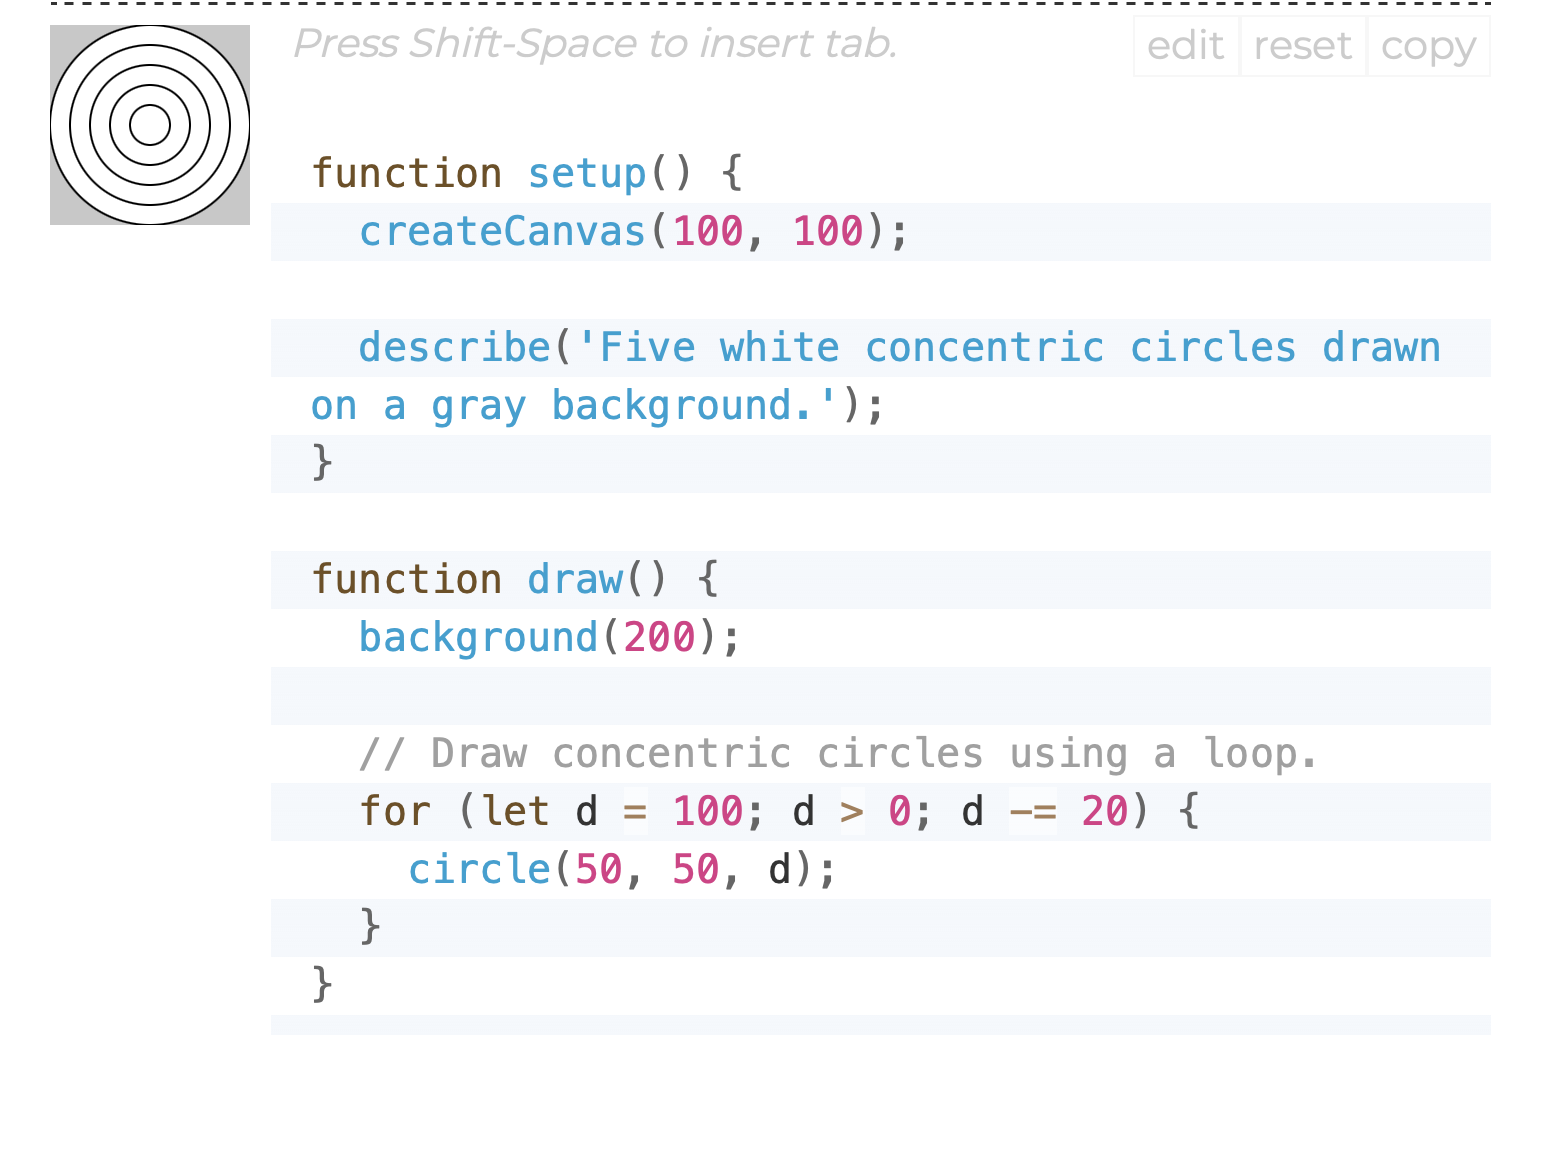 Press Shift-Space to insert tab.
edit reset copy
function setup() {
  createCanvas(100, 100);
  describe('Five white concentric circles drawn
on a gray background.');
}
function draw() {
  background(200);
  // Draw concentric circles using a loop.
  for (let d = 100; d > 0; d -= 20) {
    circle(50, 50, d);
  }
}